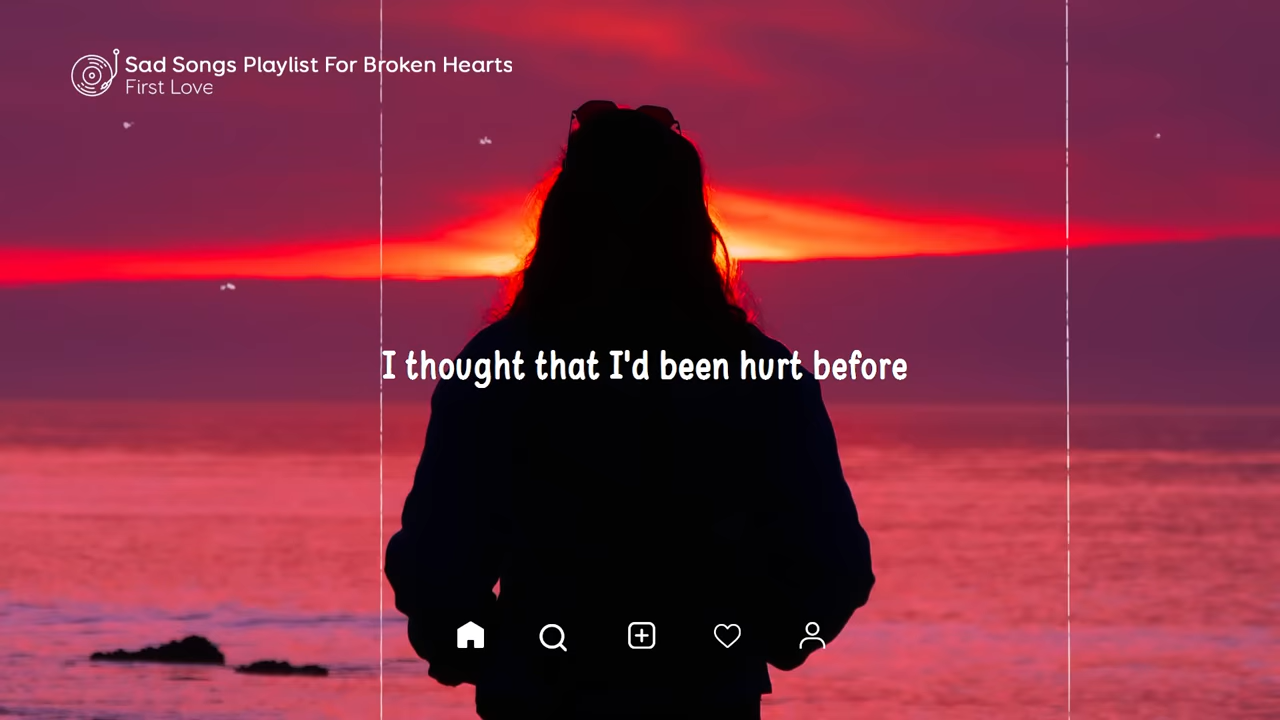 Sad Songs Playlist For Broken Hearts
First Love
I thought that I'd been hurt before